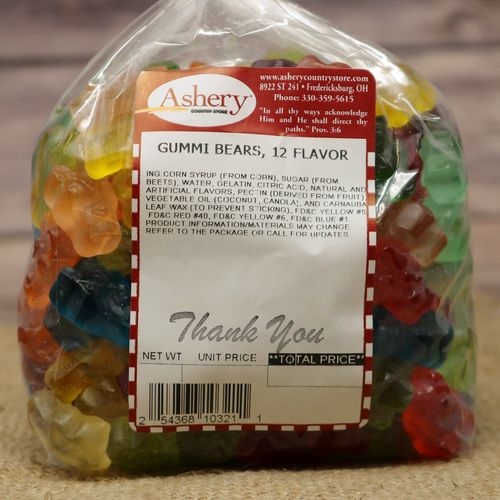 Ashery
COUNTRY STORE
www.asherycountrystore.com
8922 ST 241 • Fredericksburg, OH
Phone: 330-359-5615
"In all thy ways acknowledge
Him and He shall direct thy
paths." Prov. 3:6
GUMMI BEARS, 12 FLAVOR
ING.CORN SYRUP (FROM CORN), SUGAR (FROM
BEETS), WATER, GELATIN, CITRIC ACID, NATURAL AND
ARTIFICIAL FLAVORS, PECTIN (DERIVED FROM FRUIT)
VEGETABLE OIL (COCONUT, CANOLA), AND CARNAUBA
LEAF WAX (TO PREVENT STICKING), FD&C YELLOW #5
FD&C RED #40, FD&C YELLOW #6, FD&C BLUE #1
PRODUCT INFORMATION/MATERIALS MAY CHANGE
REFER TO THE PACKAGE OR CALL FOR UPDATES
Thank You
NET WT UNIT PRICE **TOTAL PRICE**
2 54368 10321 1